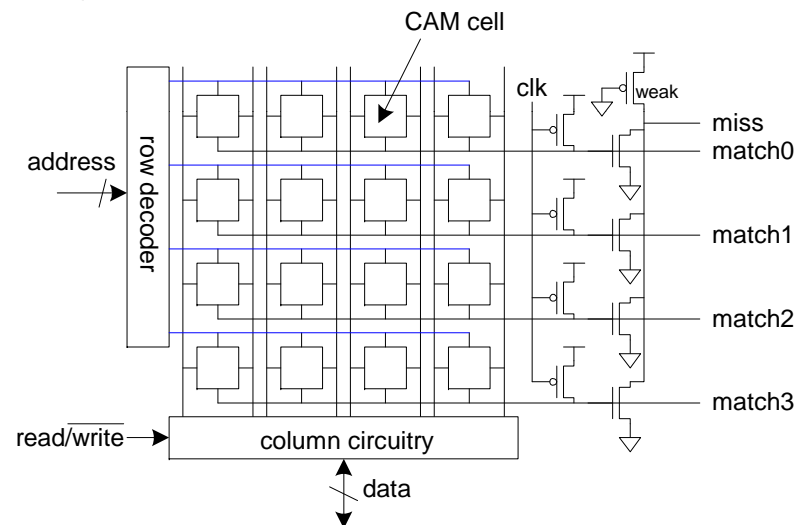 CAM cell
clk
weak
miss
match0
address
row decoder
match1
match2
match3
read/write
column circuitry
data